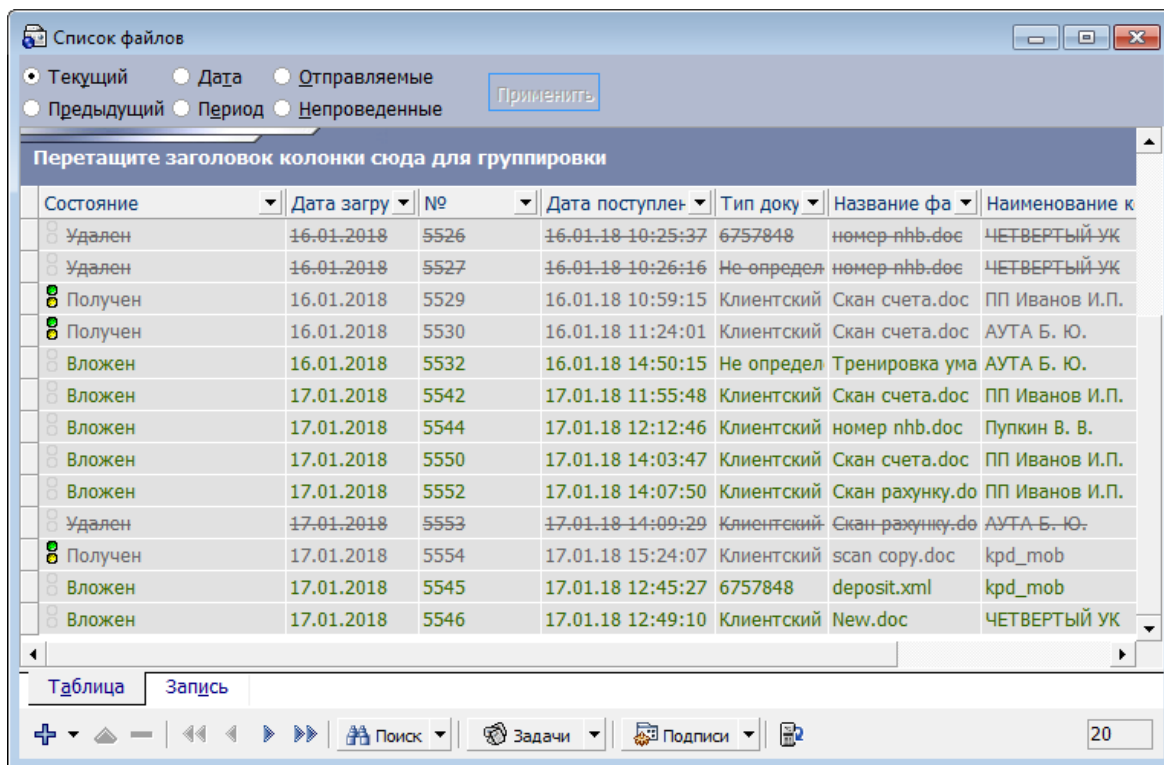 Список файлов
Текущий Дата Отправляемые
Применить
Предыдущий Период Непроведенные
Перетащите заголовок колонки сюда для группировки
Состояние Дата загру № Дата поступлен Тип доку Название фа Наименование к
Удален 16.01.2018 5526 16.01.18 10:25:37 6757848 номер nhb.doc ЧЕТВЕРТЫЙ УК
Удален 16.01.2018 5527 16.01.18 10:26:16 Не определ номер nhb.doc ЧЕТВЕРТЫЙ УК
Получен 16.01.2018 5529 16.01.18 10:59:15 Клиентский Скан счета.doc ПП Иванов И.П.
Получен 16.01.2018 5530 16.01.18 11:24:01 Клиентский Скан счета.doc АУТА Б. Ю.
Вложен 16.01.2018 5532 16.01.18 14:50:15 Не определ Тренировка ума АУТА Б. Ю.
Вложен 17.01.2018 5542 17.01.18 11:55:48 Клиентский Скан счета.doc ПП Иванов И.П.
Вложен 17.01.2018 5544 17.01.18 12:12:46 Клиентский номер nhb.doc Пупкин В. В.
Вложен 17.01.2018 5550 17.01.18 14:03:47 Клиентский Скан счета.doc ПП Иванов И.П.
Вложен 17.01.2018 5552 17.01.18 14:07:50 Клиентский Скан рахунку.do ПП Иванов И.П.
Удален 17.01.2018 5553 17.01.18 14:09:29 Клиентский Скан рахунку.do АУТА Б. Ю.
Получен 17.01.2018 5554 17.01.18 15:24:07 Клиентский scan copy.doc kpd_mob
Вложен 17.01.2018 5545 17.01.18 12:45:27 6757848 deposit.xml kpd_mob
Вложен 17.01.2018 5546 17.01.18 12:49:10 Клиентский New.doc ЧЕТВЕРТЫЙ УК
Таблица Запись
Поиск Задачи Подписи 20